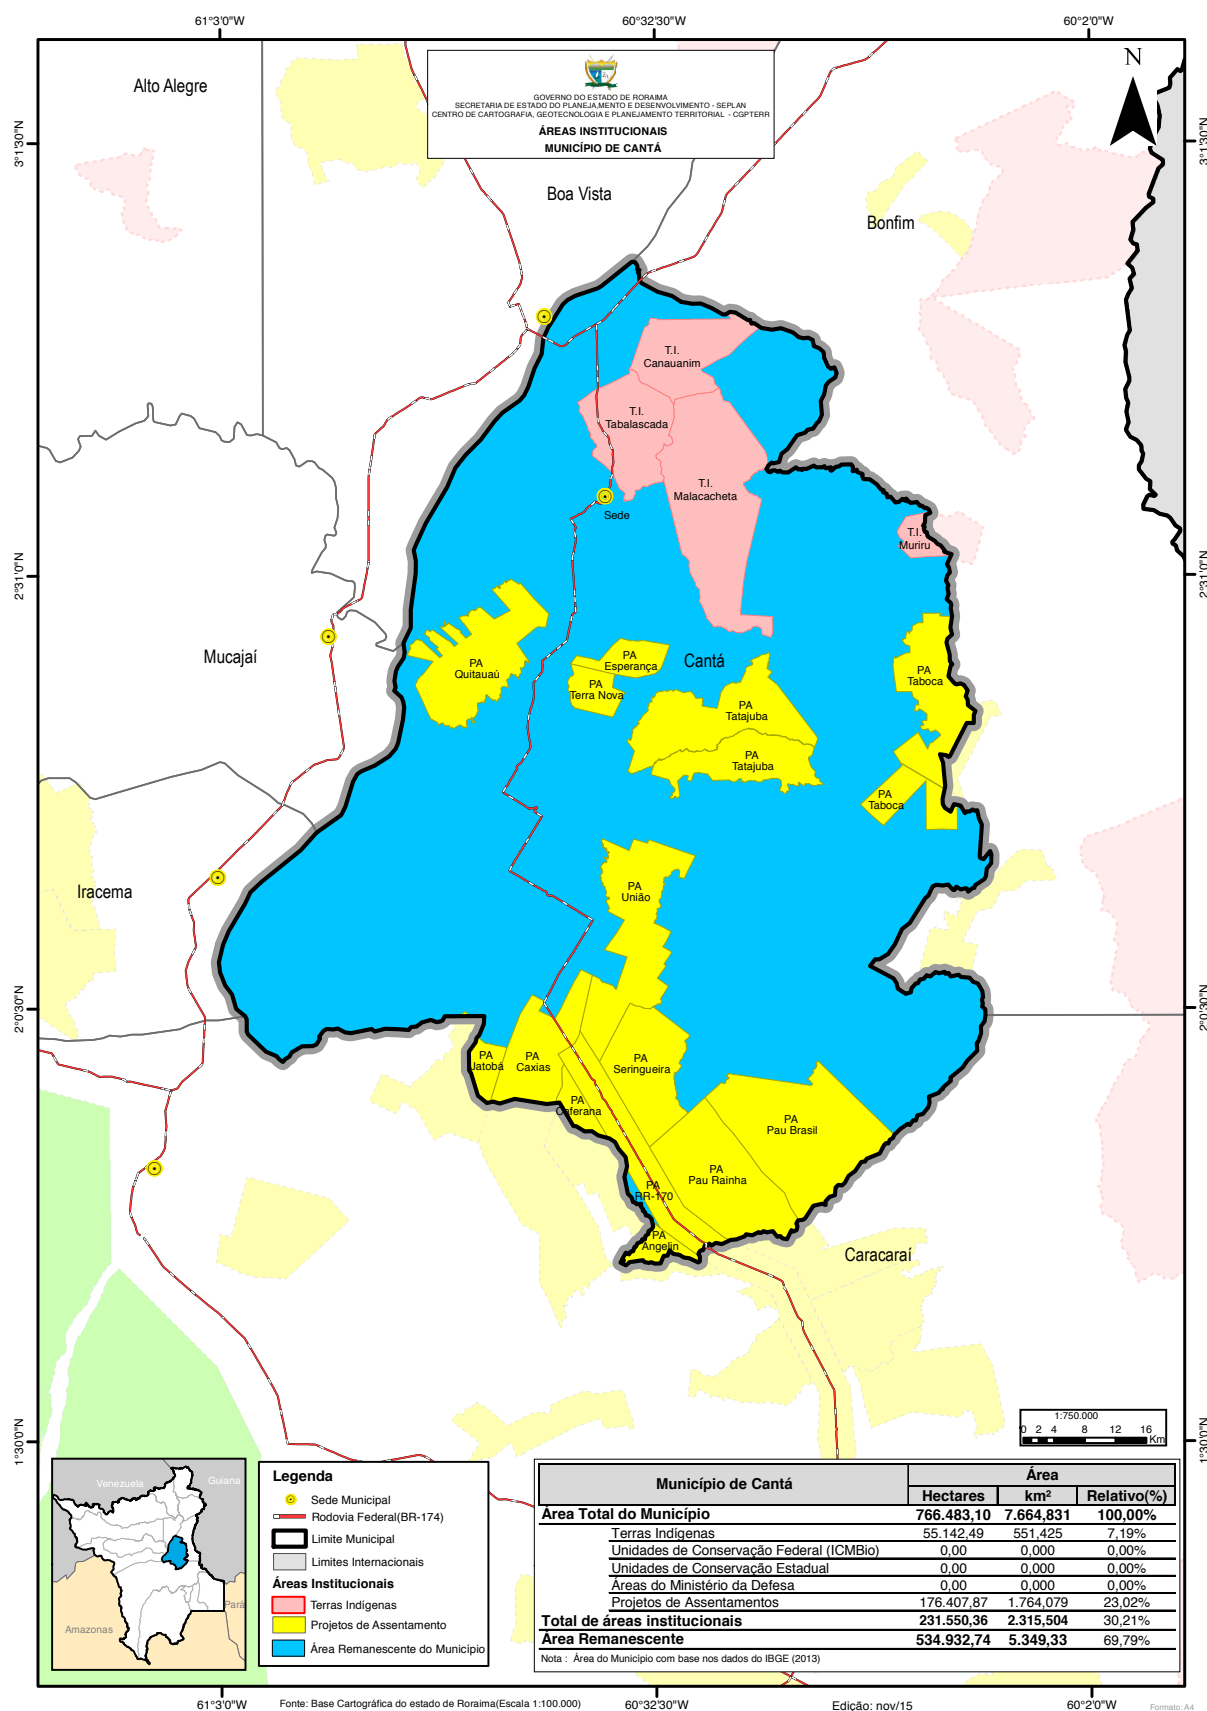 61°3'0"W
60°32'30"W
60°2'0"W
N
GOVERNO DO ESTADO DE RORAIMA
SECRETARIA DE ESTADO DO PLANEJAMENTO E DESENVOLVIMENTO - SEPLAN
CENTRO DE CARTOGRAFIA, GEOTECNOLOGIA E PLANEJAMENTO TERRITORIAL - CGPTERR
ÁREAS INSTITUCIONAIS
MUNICÍPIO DE CANTÁ
Alto Alegre
3°1'30"N
3°1'30"N
Boa Vista
Bonfim
T.I.
Canauanim
T.I.
Tabalascada
T.I.
Malacacheta
Sede
T.I.
Muriru
2°31'0"N
2°31'0"N
Mucajaí
PA
Quitauaú
PA
Esperança
Cantá
PA
Terra Nova
PA
Taboca
PA
Tatajuba
PA
Tatajuba
PA
Taboca
Iracema
PA
União
2°0'30"N
2°0'30"N
PA
Jatobá
PA
Caxias
PA
Seringueira
PA
Caferana
PA
Pau Brasil
PA
Pau Rainha
PA
RR-170
PA
Angelin
Caracaraí
1°30'0"N
1°30'0"N
1:750.000
0 2 4 8 12 16
Km
Venezuela
Guiana
Amazonas
Pará
Legenda
Sede Municipal
Rodovia Federal(BR-174)
Limite Municipal
Limites Internacionais
Áreas Institucionais
Terras Indígenas
Projetos de Assentamento
Área Remanescente do Município
Município de Cantá Área
Hectares km² Relativo(%)
Área Total do Município 766.483,10 7.664,831 100,00%
Terras Indígenas 55.142,49 551,425 7,19%
Unidades de Conservação Federal (ICMBio) 0,00 0,000 0,00%
Unidades de Conservação Estadual 0,00 0,000 0,00%
Áreas do Ministério da Defesa 0,00 0,000 0,00%
Projetos de Assentamentos 176.407,87 1.764,079 23,02%
Total de áreas institucionais 231.550,36 2.315,504 30,21%
Área Remanescente 534.932,74 5.349,33 69,79%
Nota : Área do Município com base nos dados do IBGE (2013)
61°3'0"W
60°32'30"W
60°2'0"W
Fonte: Base Cartográfica do estado de Roraima(Escala 1:100.000)
Edição: nov/15
Formato: A4